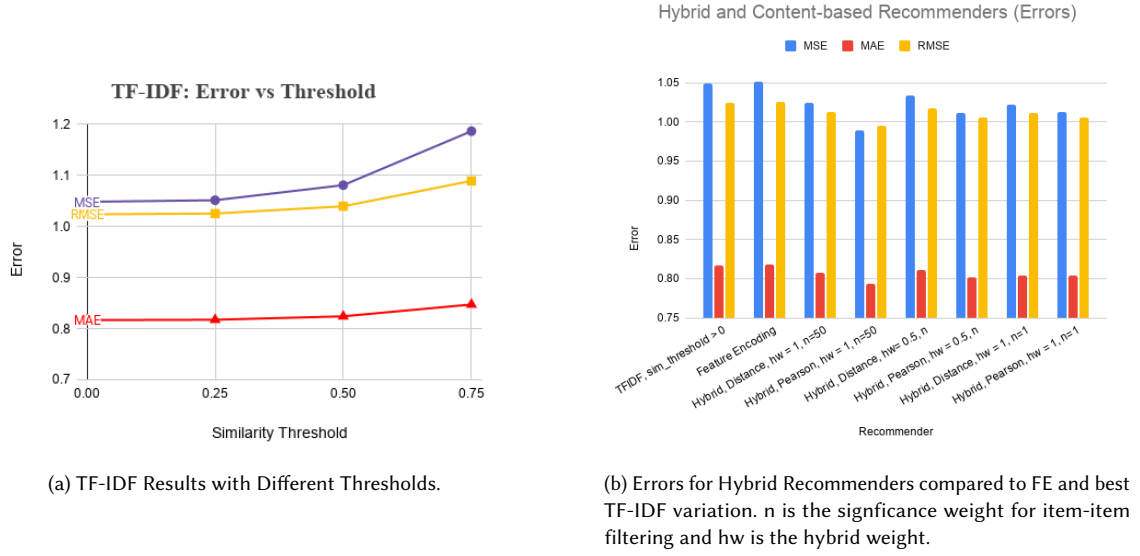 TF-IDF: Error vs Threshold
Error
1.2
1.1
1.0
0.9
0.8
0.7
MSE
RMSE
MAE
0.00
0.25
0.50
0.75
Similarity Threshold
(a) TF-IDF Results with Different Thresholds.
Hybrid and Content-based Recommenders (Errors)
MSE
MAE
RMSE
Error
1.05
1.00
0.95
0.90
0.85
0.80
0.75
TFIDF, sim_threshold > 0
Feature Encoding
Hybrid, Distance, hw = 1, n=50
Hybrid, Pearson, hw = 1, n=50
Hybrid, Distance, hw= 0.5, n
Hybrid, Pearson, hw = 0.5, n
Hybrid, Distance, hw = 1, n=1
Hybrid, Pearson, hw = 1, n=1
Recommender
(b) Errors for Hybrid Recommenders compared to FE and best
TF-IDF variation. n is the signficance weight for item-item
filtering and hw is the hybrid weight.